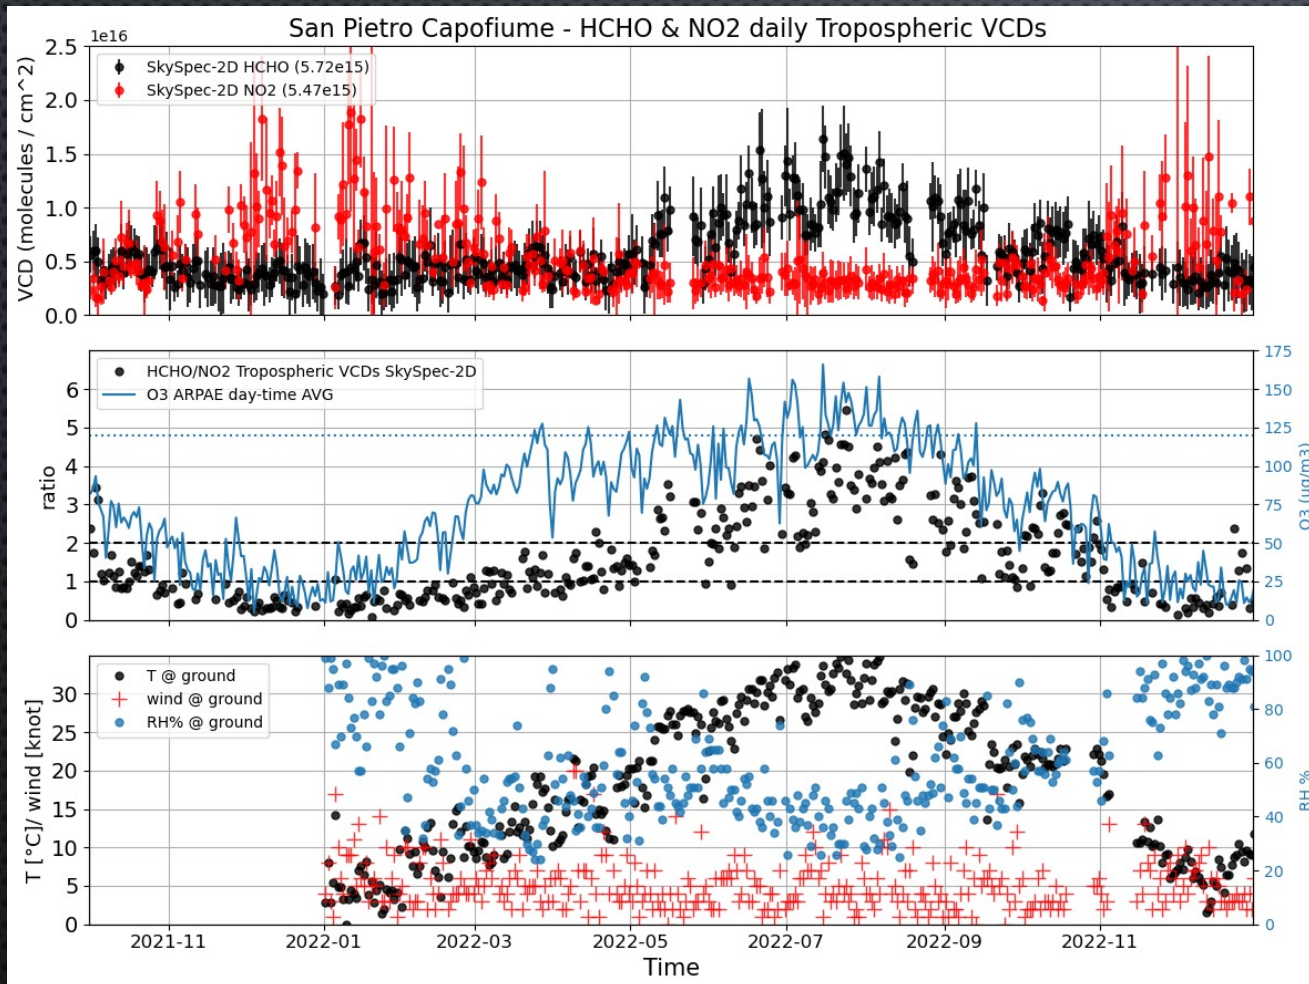 San Pietro Capofiume - HCHO & NO2 daily Tropospheric VCDs
1e16
2.5
2.0
1.5
1.0
0.5
0.0
VCD (molecules / cm^2)
SkySpec-2D HCHO (5.72e15)
SkySpec-2D NO2 (5.47e15)
6
5
4
3
2
1
0
ratio
HCHO/NO2 Tropospheric VCDs SkySpec-2D
O3 ARPAE day-time AVG
175
150
125
100
75
50
25
0
O3 (µg/m3)
30
25
20
15
10
5
0
T [°C]/ wind [knot]
T @ ground
wind @ ground
RH% @ ground
100
80
60
40
20
0
RH %
2021-11
2022-01
2022-03
2022-05
2022-07
2022-09
2022-11
Time